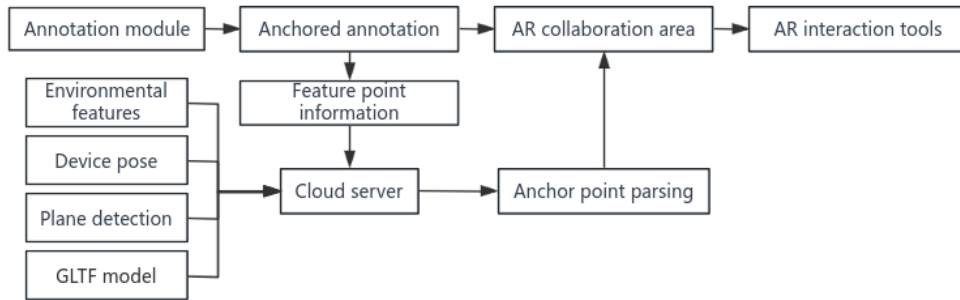 Annotation module
Anchored annotation
AR collaboration area
AR interaction tools
Environmental
features
Feature point
information
Device pose
Cloud server
Anchor point parsing
Plane detection
GLTF model